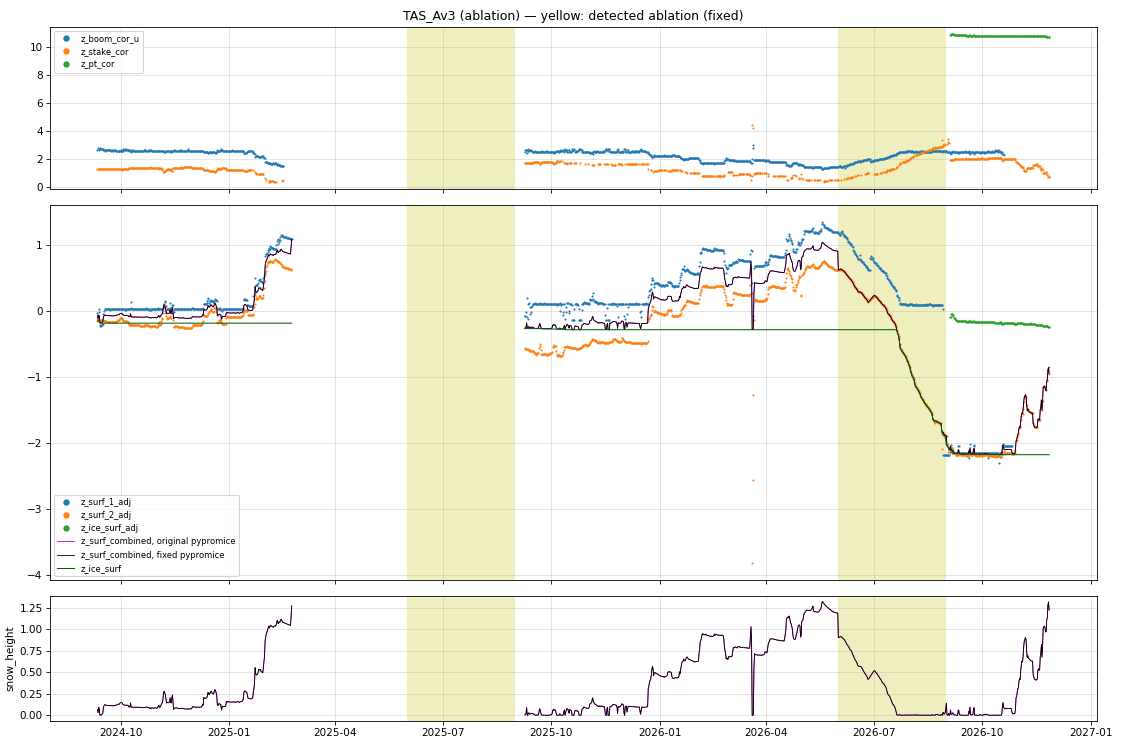 TAS_Av3 (ablation) — yellow: detected ablation (fixed)
z_boom_cor_u
z_stake_cor
z_pt_cor
10
8
6
4
2
0
1
0
−1
−2
−3
−4
z_surf_1_adj
z_surf_2_adj
z_ice_surf_adj
z_surf_combined, original pypromice
z_surf_combined, fixed pypromice
z_ice_surf
snow_height
1.25
1.00
0.75
0.50
0.25
0.00
2024-10
2025-01
2025-04
2025-07
2025-10
2026-01
2026-04
2026-07
2026-10
2027-01